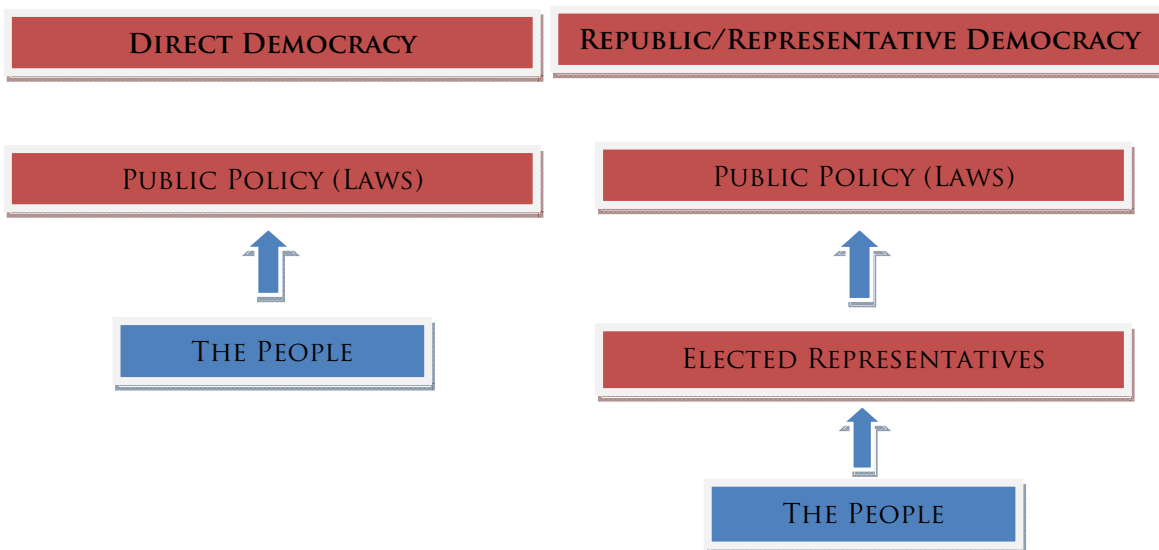 DIRECT DEMOCRACY
REPUBLIC/REPRESENTATIVE DEMOCRACY
PUBLIC POLICY (LAWS)
PUBLIC POLICY (LAWS)
THE PEOPLE
ELECTED REPRESENTATIVES
THE PEOPLE